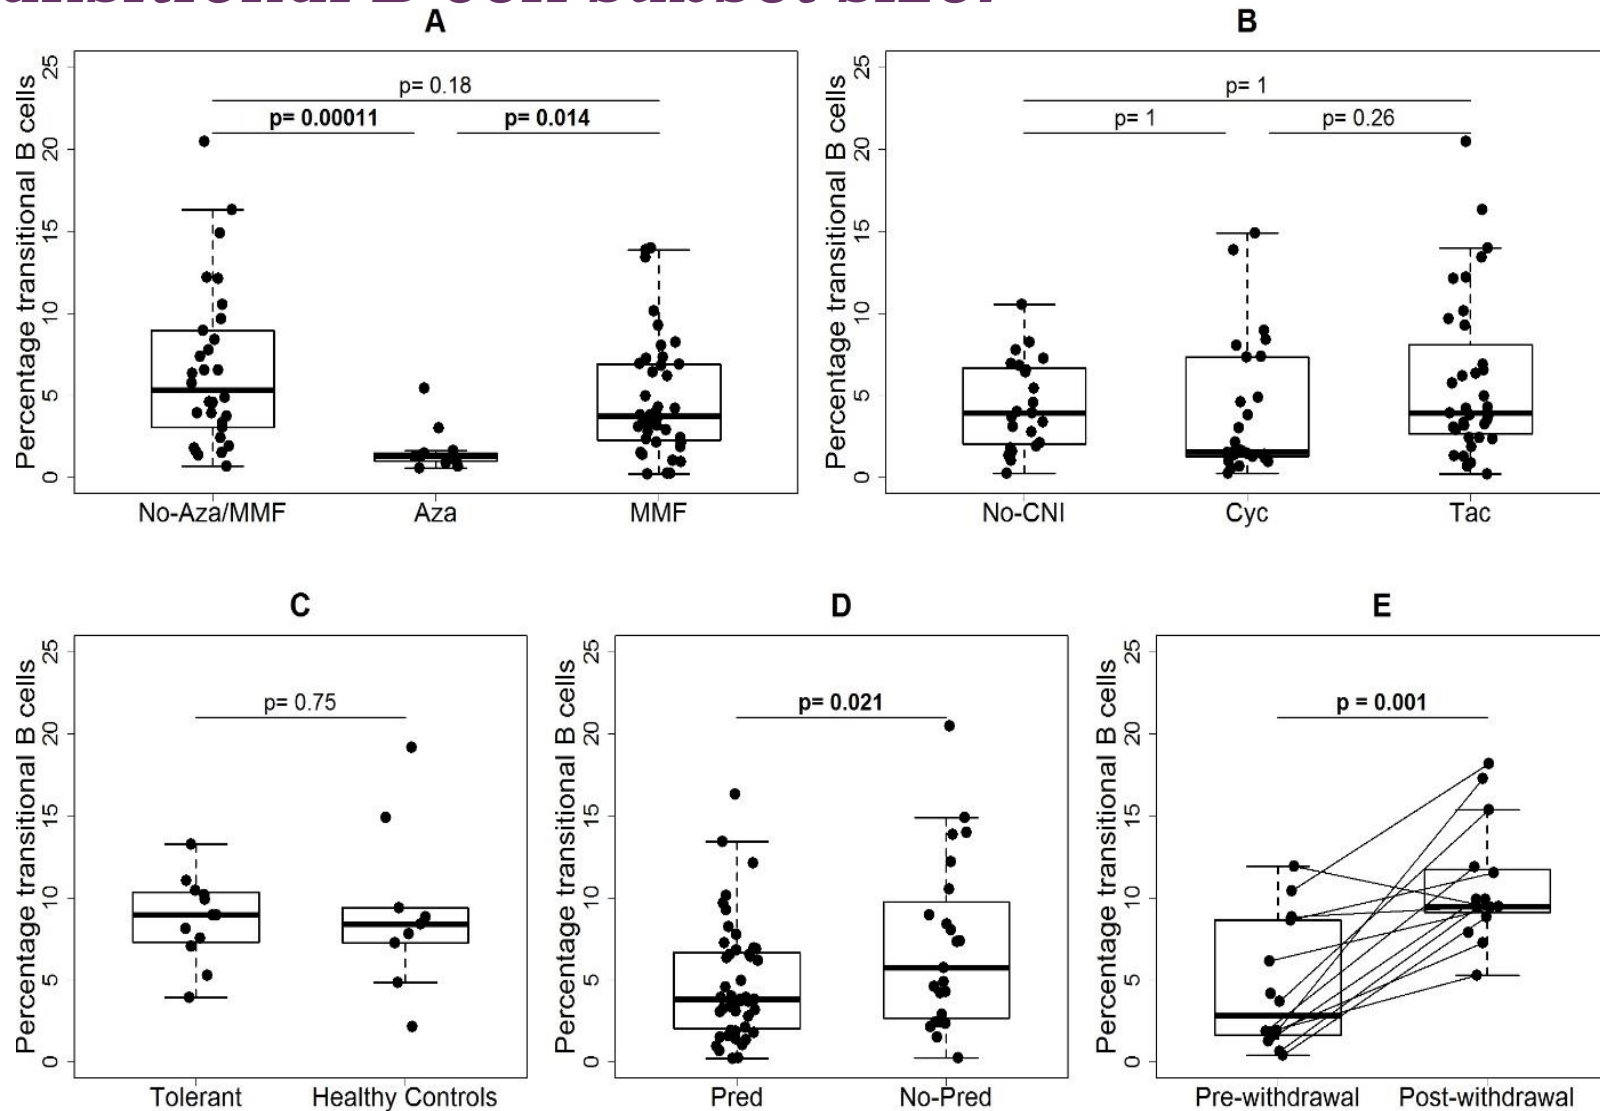 A
Percentage transitional B cells
25
20
15
10
5
0
p= 0.18
p= 0.00011
p= 0.014
No-Aza/MMF
Aza
MMF
B
Percentage transitional B cells
25
20
15
10
5
0
p= 1
p= 1
p= 0.26
No-CNI
Cyc
Tac
C
Percentage transitional B cells
25
20
15
10
5
0
p= 0.75
Tolerant
Healthy Controls
D
Percentage transitional B cells
25
20
15
10
5
0
p= 0.021
Pred
No-Pred
E
Percentage transitional B cells
25
20
15
10
5
0
p = 0.001
Pre-withdrawal
Post-withdrawal